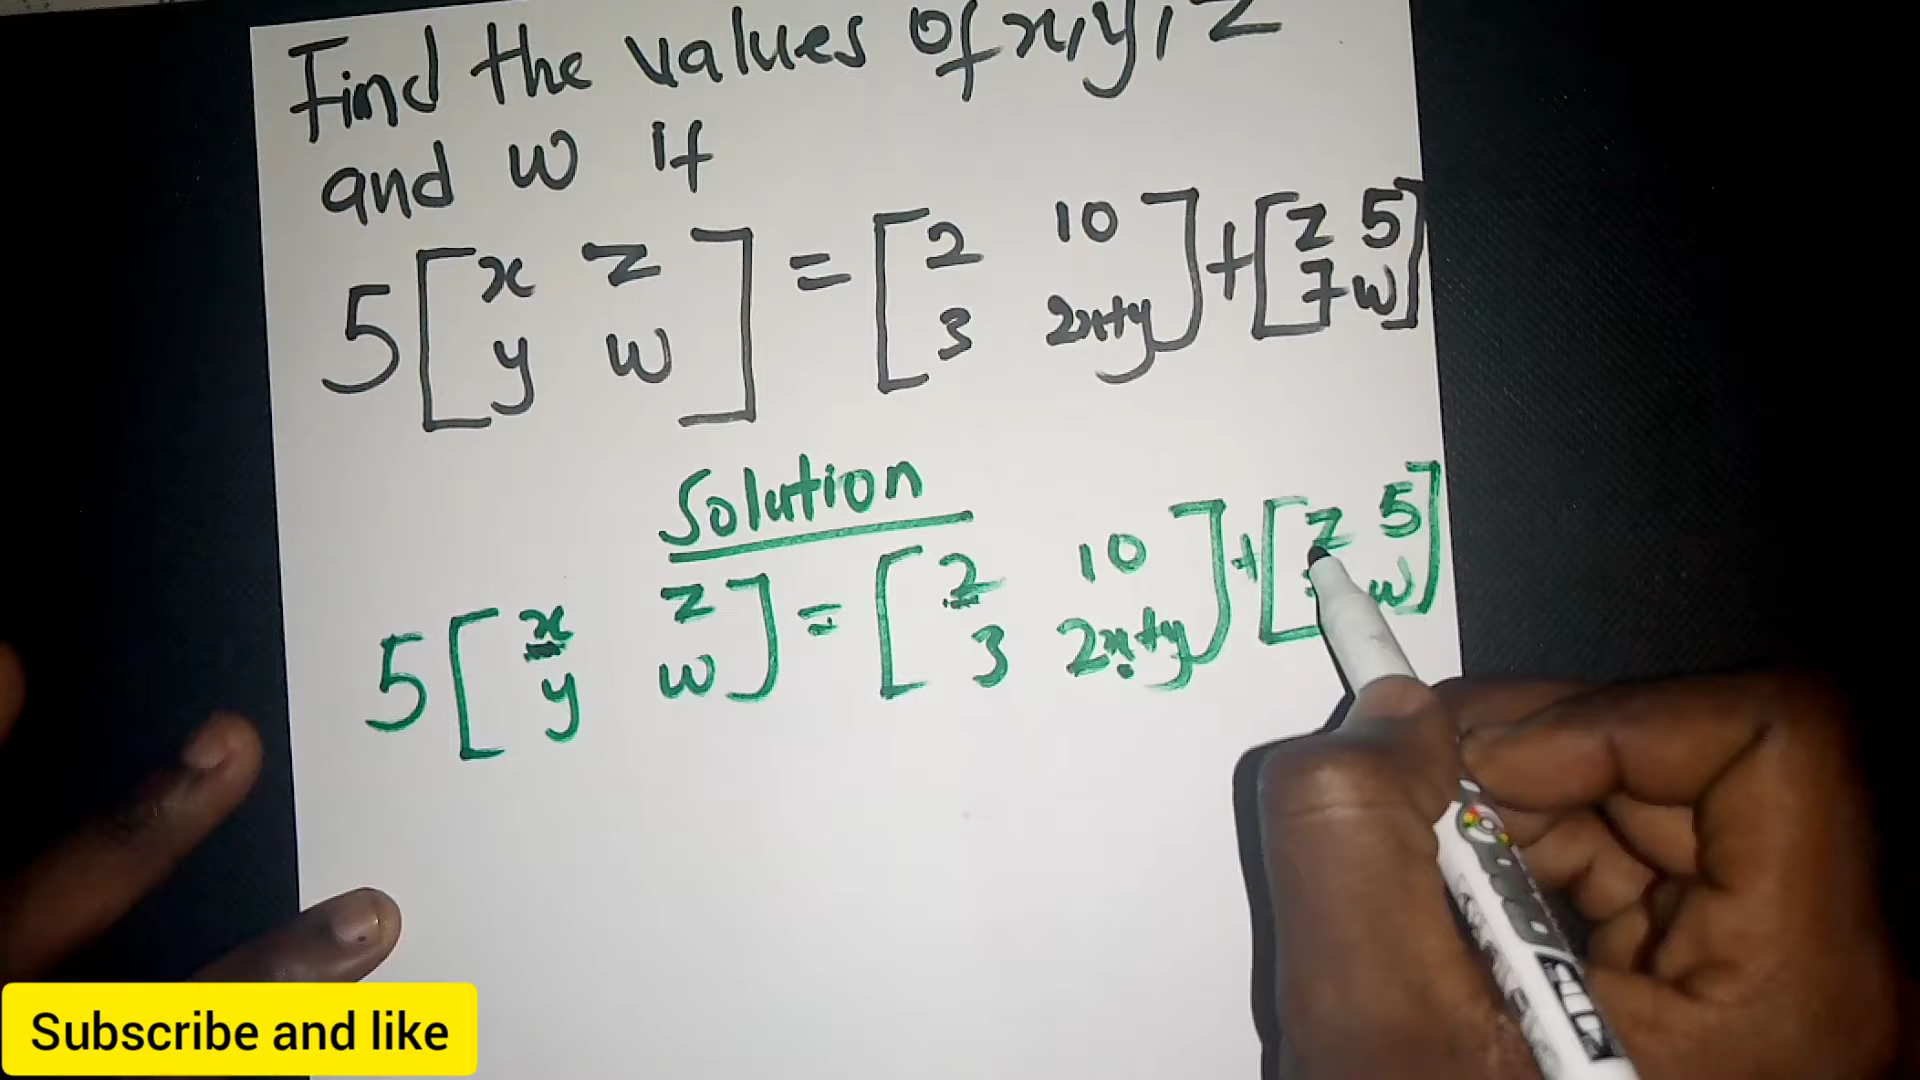 Find the values of x, y, z
and w if
5[x z] = [2 10] + [z 5]
[y w] [3 2x+y] [7 w]
Solution
5[x z] = [2 10] + [z 5]
[y w] [3 2x+y] [ w]
Subscribe and like